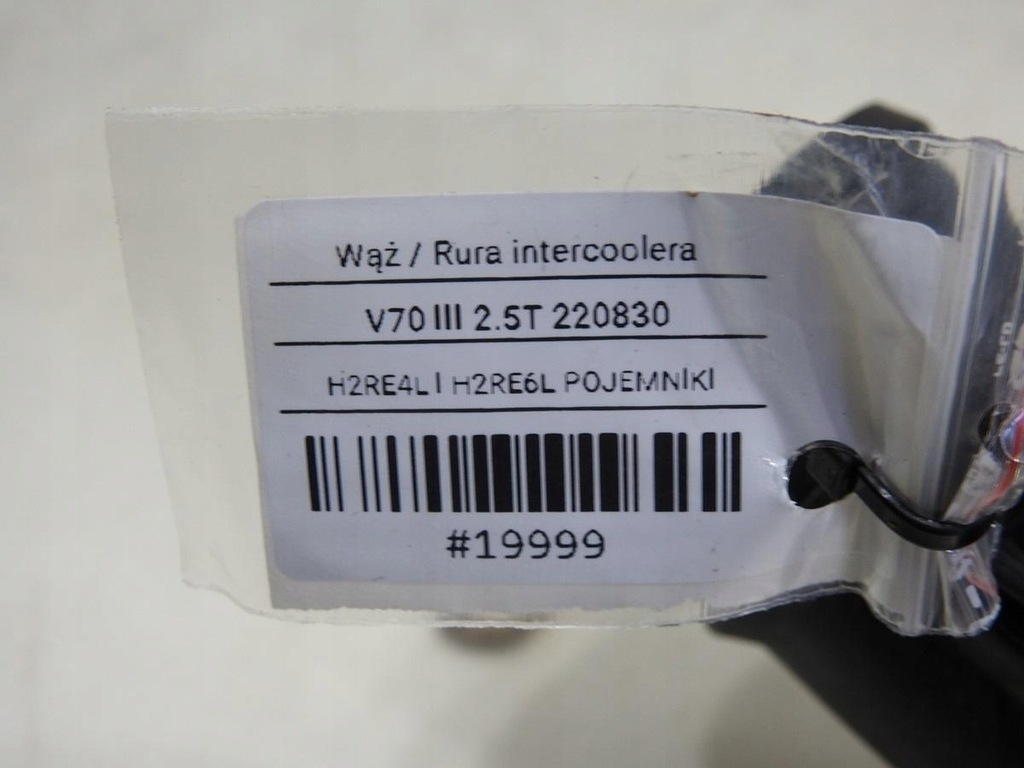 Wąż / Rura intercoolera
V70 III 2.5T 220830
H2RE4L I H2RE6L POJEMNIKI
#19999